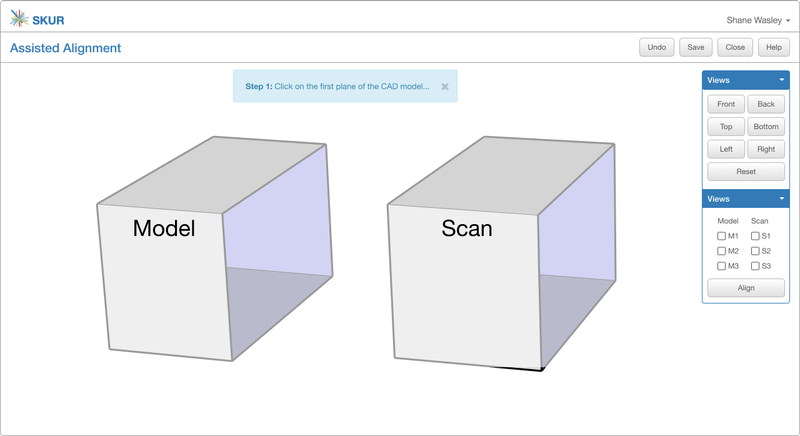 SKUR
Shane Wasley
Assisted Alignment
Undo Save Close Help
Step 1: Click on the first plane of the CAD model...
Views
Front Back
Top Bottom
Left Right
Reset
Views
Model Scan
M1 S1
M2 S2
M3 S3
Align
Model
Scan